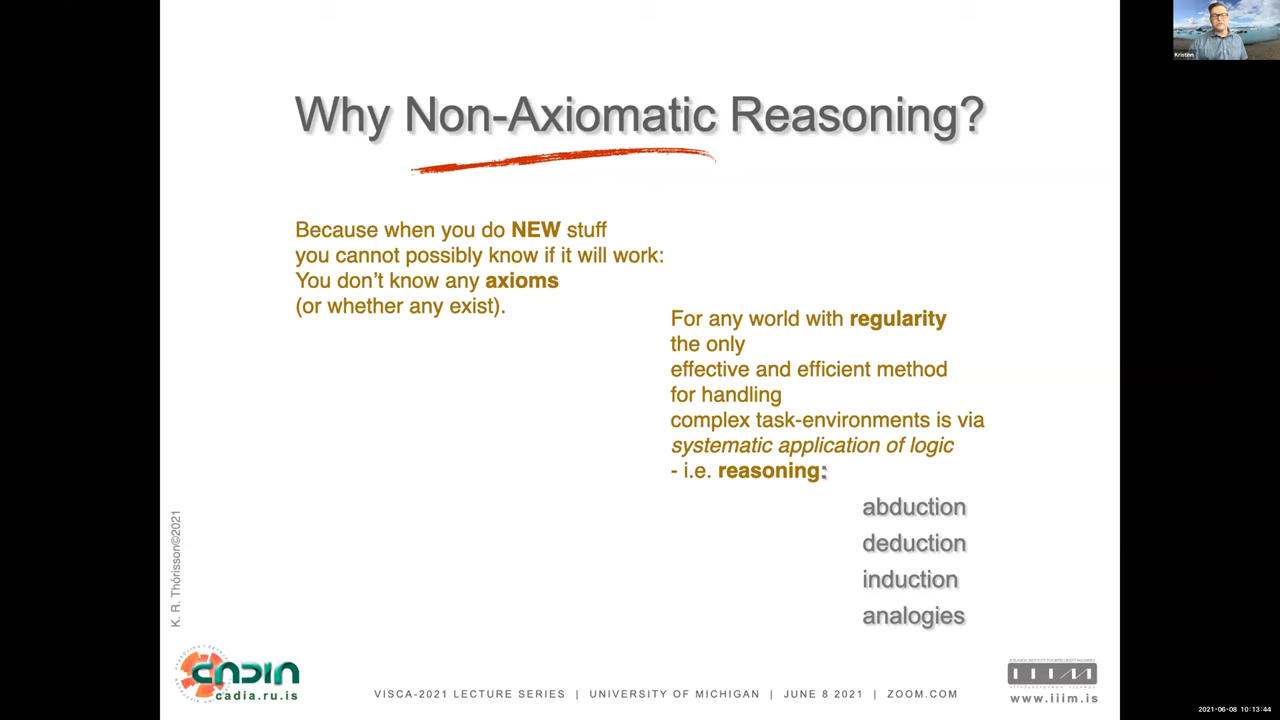 Kristinn
Why Non-Axiomatic Reasoning?
Because when you do NEW stuff
you cannot possibly know if it will work:
You don't know any axioms
(or whether any exist).
For any world with regularity
the only
effective and efficient method
for handling
complex task-environments is via
systematic application of logic
- i.e. reasoning:
abduction
deduction
induction
analogies
K. R. Thórisson©2021
CADIA
cadia.ru.is
VISCA-2021 LECTURE SERIES | UNIVERSITY OF MICHIGAN | JUNE 8 2021 | ZOOM.COM
IIIM
www.iiim.is
2021-06-08 10:13:44